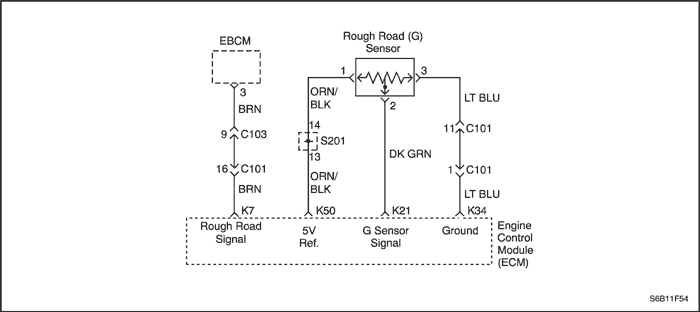 EBCM
Rough Road (G)
Sensor
1
3
3
2
BRN
ORN/
BLK
LT BLU
9 C103
14
S201
13
11 C101
DK GRN
16 C101
1 C101
BRN
ORN/
BLK
LT BLU
K7
K50
K21
K34
Rough Road
Signal
5V
Ref.
G Sensor
Signal
Ground
Engine
Control
Module
(ECM)
S6B11F54